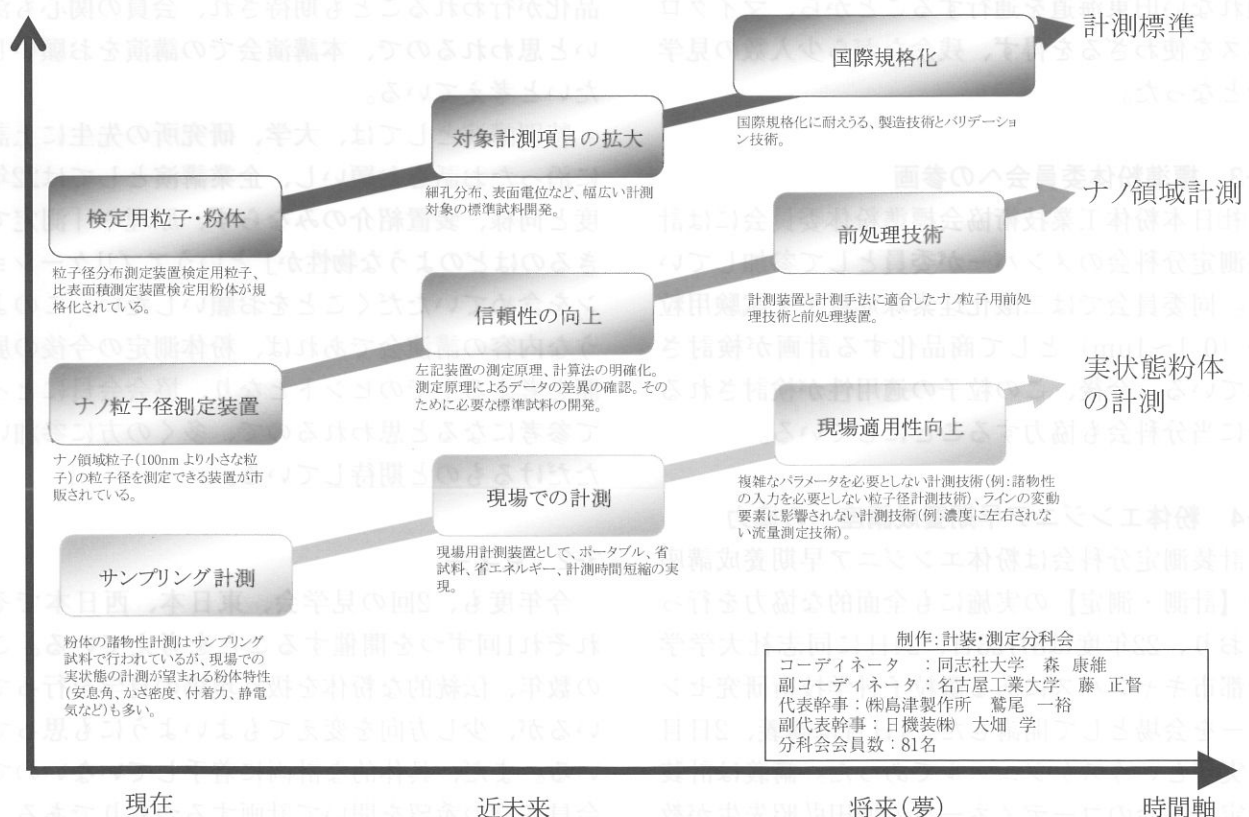 計測標準
国際規格化
国際規格化に耐えうる、製造技術とバリデーショ
ン技術。
対象計測項目の拡大
細孔分布、表面電位など、幅広い計測
対象の標準試料開発。
検定用粒子・粉体
粒子径分布測定装置検定用粒子、
比表面積測定装置検定用粉体が規
格化されている。
ナノ領域計測
前処理技術
計測装置と計測手法に適合したナノ粒子用前処
理技術と前処理装置。
信頼性の向上
左記装置の測定原理、計算法の明確化。
測定原理によるデータの差異の確認。その
ために必要な標準試料の開発。
ナノ粒子径測定装置
ナノ領域粒子(100nm より小さな粒
子)の粒子径を測定できる装置が市
販されている。
実状態粉体
の計測
現場適用性向上
複雑なパラメータを必要としない計測技術(例:諸物性
の入力を必要としない粒子径計測技術)、ラインの変動
要素に影響されない計測技術(例:濃度に左右されな
い流量測定技術)。
現場での計測
現場用計測装置として、ポータブル、省
試料、省エネルギー、計測時間短縮の実
現。
サンプリング計測
粉体の諸物性計測はサンプリング
試料で行われているが、現場での
実状態の計測が望まれる粉体特性
(安息角、かさ密度、付着力、静電
気など)も多い。
制作:計装・測定分科会
コーディネータ :同志社大学 森 康維
副コーディネータ:名古屋工業大学 藤 正督
代表幹事:㈱島津製作所 鷲尾 一裕
副代表幹事:日機装㈱ 大畑 学
分科会会員数:81名
現在
近未来
将来(夢)
時間軸